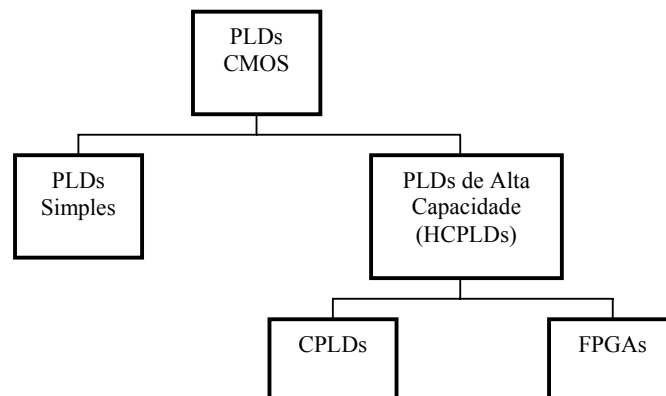 PLDs
CMOS
PLDs
Simples
PLDs de Alta
Capacidade
(HCPLDs)
CPLDs
FPGAs